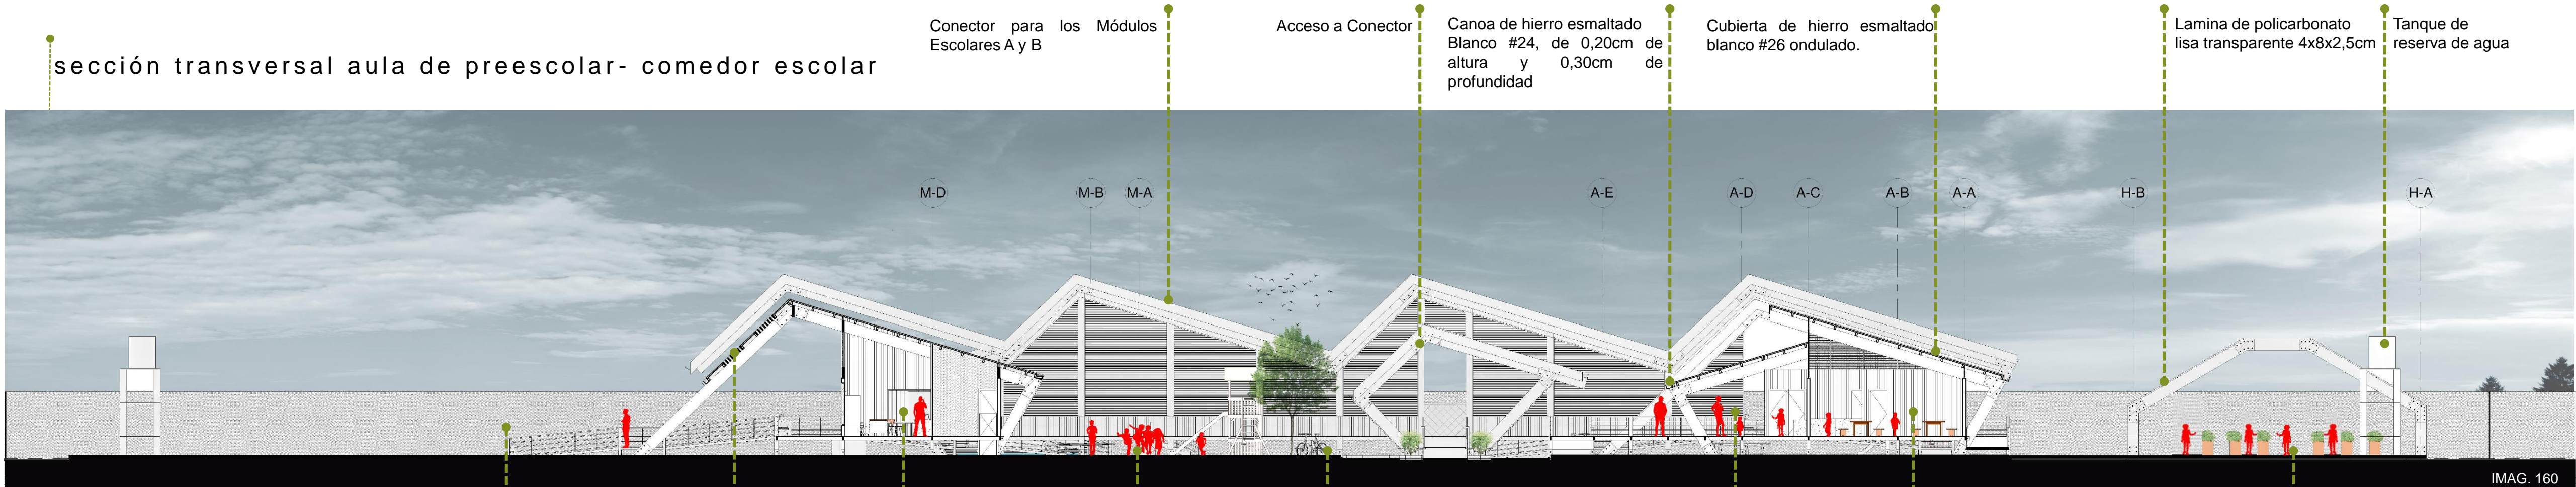 sección transversal aula de preescolar- comedor escolar
Conector para los Módulos
Escolares A y B
Acceso a Conector
Canoa de hierro esmaltado
Blanco #24, de 0,20cm de
altura y 0,30cm de
profundidad
Cubierta de hierro esmaltado
blanco #26 ondulado.
Lamina de policarbonato
lisa transparente 4x8x2,5cm
Tanque de
reserva de agua
M-D
M-B
M-A
A-E
A-D
A-C
A-B
A-A
H-B
H-A
IMAG. 160